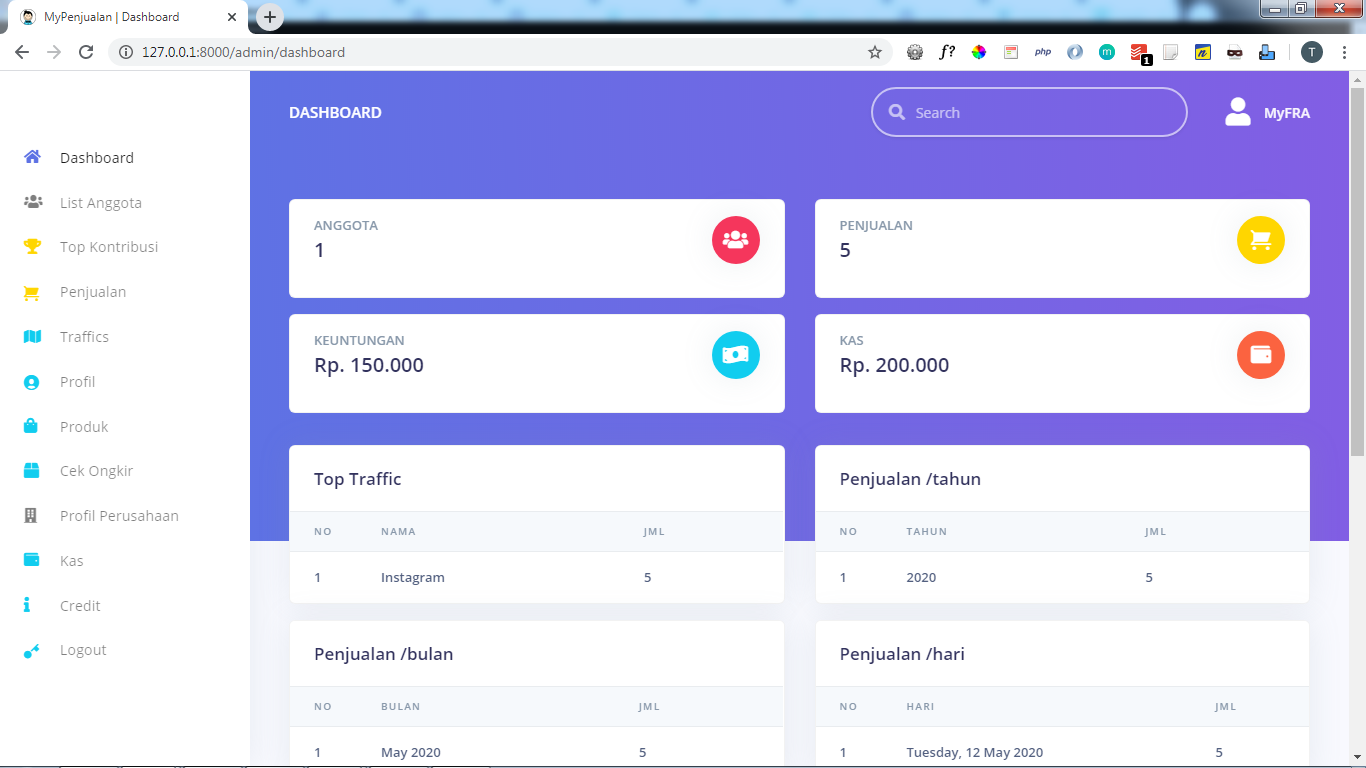 MyPenjualan | Dashboard
127.0.0.1:8000/admin/dashboard
f?
php
m
1
n
T
DASHBOARD
Search
MyFRA
Dashboard
List Anggota
Top Kontribusi
Penjualan
Traffics
Profil
Produk
Cek Ongkir
Profil Perusahaan
Kas
Credit
Logout
ANGGOTA
1
PENJUALAN
5
KEUNTUNGAN
Rp. 150.000
KAS
Rp. 200.000
Top Traffic
NO NAMA JML
1 Instagram 5
Penjualan /tahun
NO TAHUN JML
1 2020 5
Penjualan /bulan
NO BULAN JML
1 May 2020 5
Penjualan /hari
NO HARI JML
1 Tuesday, 12 May 2020 5